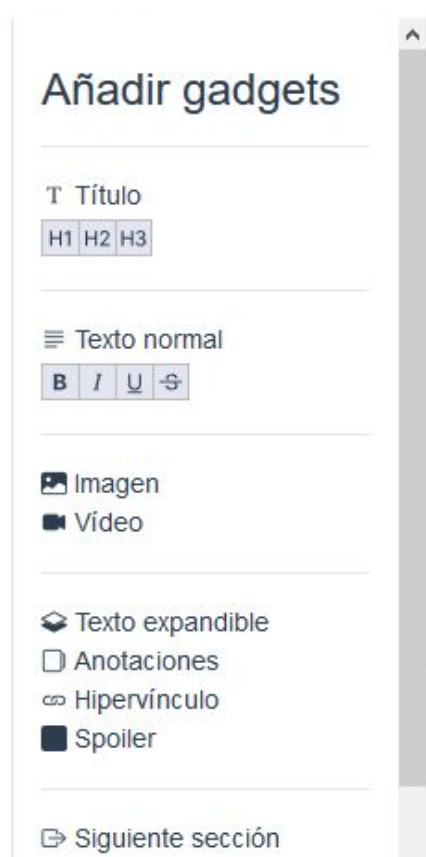 Añadir gadgets
T Título
H1 H2 H3
Texto normal
B I U S
Imagen
Vídeo
Texto expandible
Anotaciones
Hipervínculo
Spoiler
Siguiente sección